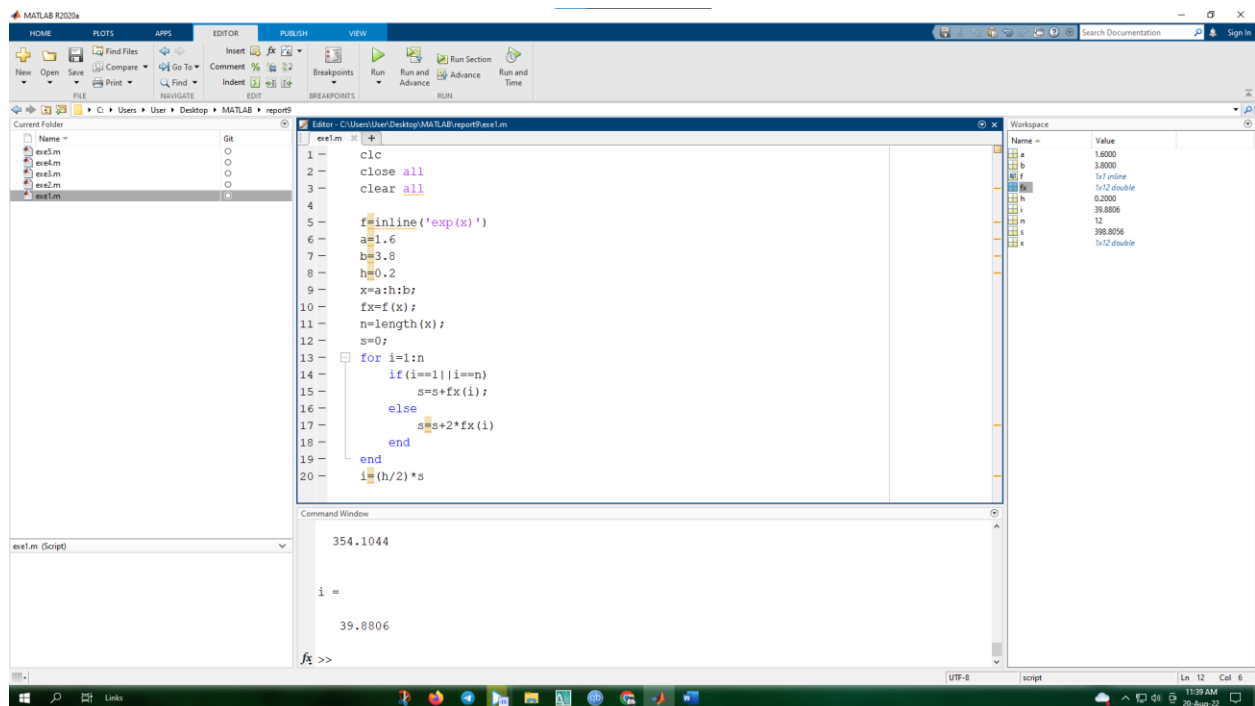 MATLAB R2020a
HOME PLOTS APPS EDITOR PUBLISH VIEW Search Documentation Sign In
New Open Save Find Files Compare Print Go To Find Insert fx Comment % Indent Breakpoints Run Run and Advance Run Section Advance Run and Time
FILE NAVIGATE EDIT BREAKPOINTS RUN
C: Users User Desktop MATLAB report9
Current Folder
Name Git
exe5.m
exe4.m
exe3.m
exe2.m
exe1.m
exe1.m (Script)
Editor - C:\Users\User\Desktop\MATLAB\report9\exe1.m
exe1.m +
1 - clc
2 - close all
3 - clear all
4
5 - f=inline('exp(x)')
6 - a=1.6
7 - b=3.8
8 - h=0.2
9 - x=a:h:b;
10 - fx=f(x);
11 - n=length(x);
12 - s=0;
13 - for i=1:n
14 - if(i==1||i==n)
15 - s=s+fx(i);
16 - else
17 - s=s+2*fx(i)
18 - end
19 - end
20 - i=(h/2)*s
Command Window
354.1044
i =
39.8806
fx >>
Workspace
Name Value
a 1.6000
b 3.8000
f 1x1 inline
fx 1x12 double
h 0.2000
i 39.8806
n 12
s 398.8056
x 1x12 double
UTF-8 script Ln 12 Col 6
Links 11:39 AM
20-Aug-22